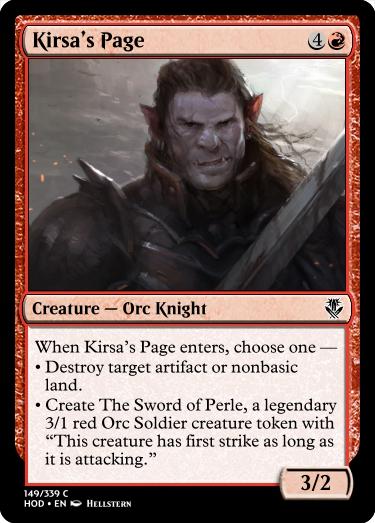 Kirsa's Page 4
Creature — Orc Knight
When Kirsa's Page enters, choose one —
• Destroy target artifact or nonbasic
land.
• Create The Sword of Perle, a legendary
3/1 red Orc Soldier creature token with
“This creature has first strike as long as
it is attacking.”
3/2
149/339 C
HOD • EN Hellstern